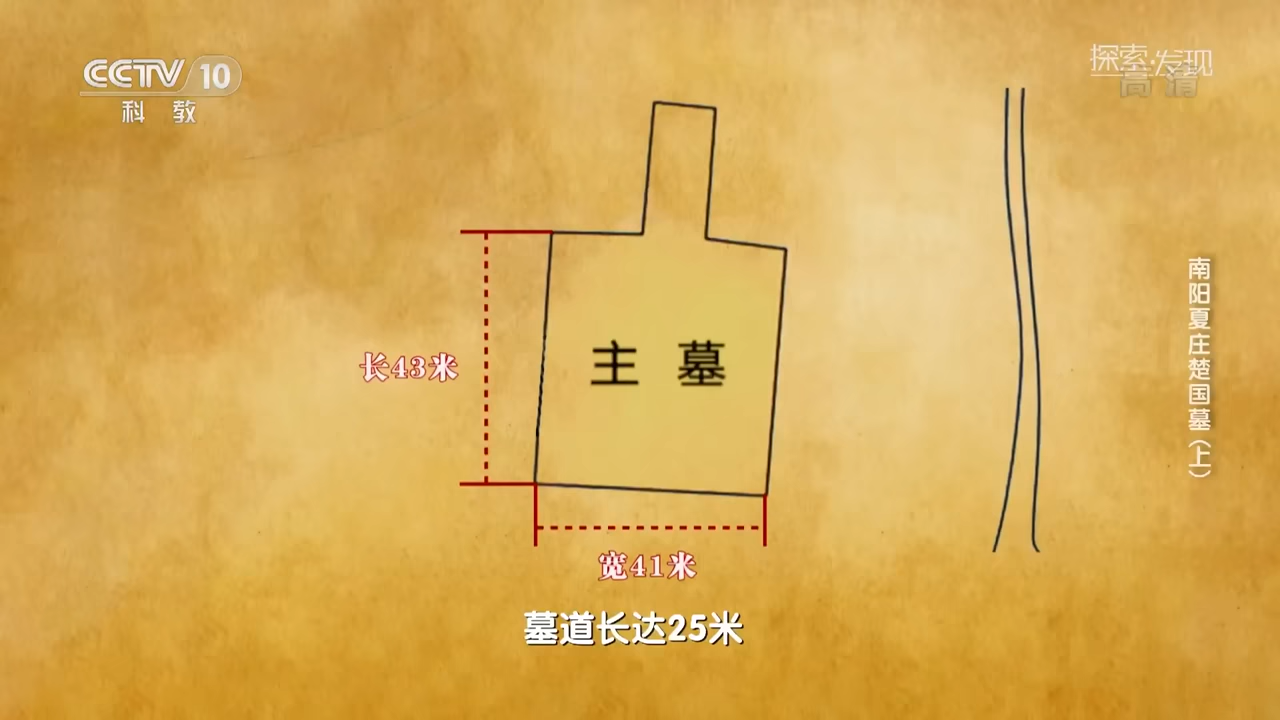 CCTV 10
科 教
探索·发现
高清
长43米
主 墓
宽41米
墓道长达25米
南阳夏庄楚国墓（上）